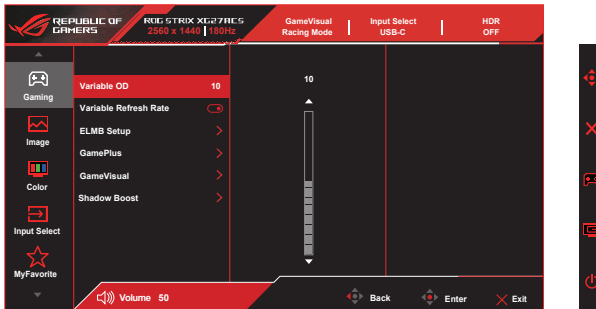 REPUBLIC OF
GAMERS
ROG STRIX XG27ACS
2560 x 1440 180Hz
GameVisual
Racing Mode
Input Select
USB-C
HDR
OFF
Gaming
Image
Color
Input Select
MyFavorite
Variable OD 10
Variable Refresh Rate
ELMB Setup
GamePlus
GameVisual
Shadow Boost
10
Volume 50
Back
Enter
Exit